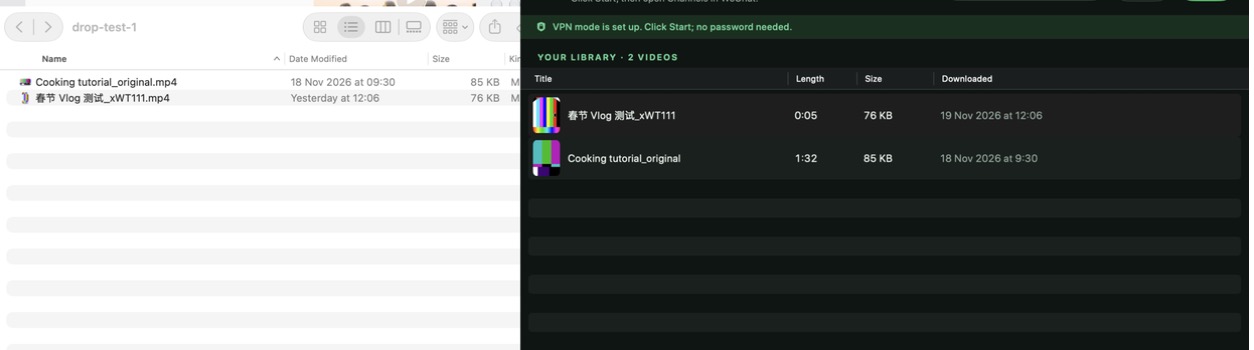 drop-test-1
Name Date Modified Size
Cooking tutorial_original.mp4 18 Nov 2026 at 09:30 85 KB
春节 Vlog 测试_xWT111.mp4 Yesterday at 12:06 76 KB
VPN mode is set up. Click Start; no password needed.
YOUR LIBRARY · 2 VIDEOS
Title Length Size Downloaded
春节 Vlog 测试_xWT111 0:05 76 KB 19 Nov 2026 at 12:06
Cooking tutorial_original 1:32 85 KB 18 Nov 2026 at 9:30